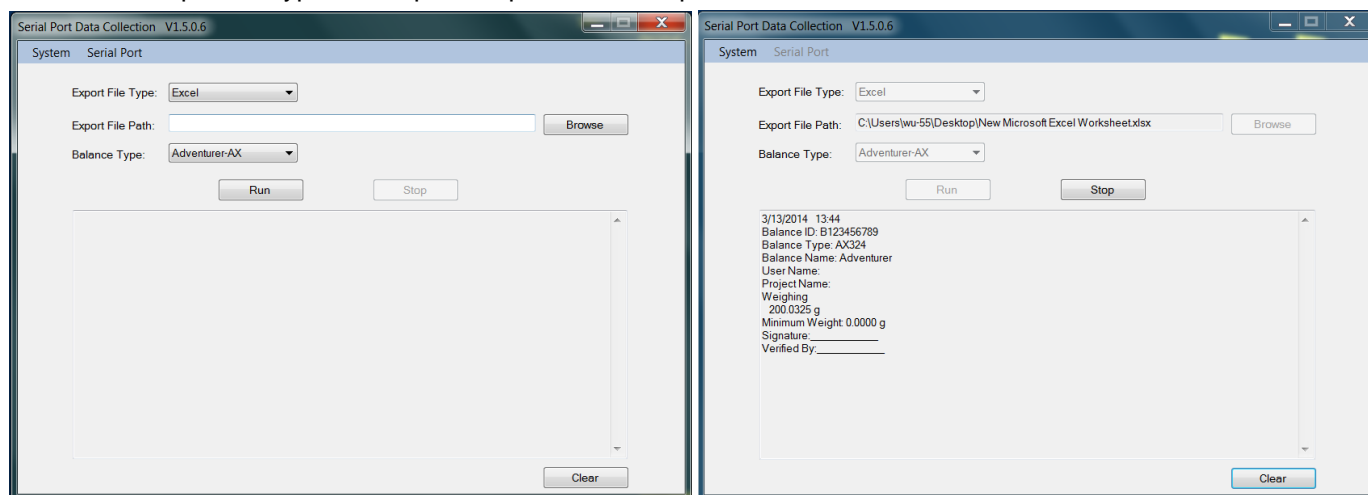 Serial Port Data Collection V1.5.0.6
System Serial Port
Export File Type: Excel
Export File Path: Browse
Balance Type: Adventurer-AX
Run Stop
Clear
Serial Port Data Collection V1.5.0.6
System Serial Port
Export File Type: Excel
Export File Path: C:\Users\wu-55\Desktop\New Microsoft Excel Worksheet.xlsx Browse
Balance Type: Adventurer-AX
Run Stop
3/13/2014 13:44
Balance ID: B123456789
Balance Type: AX324
Balance Name: Adventurer
User Name:
Project Name:
Weighing
200.0325 g
Minimum Weight: 0.0000 g
Signature:____________
Verified By:____________
Clear